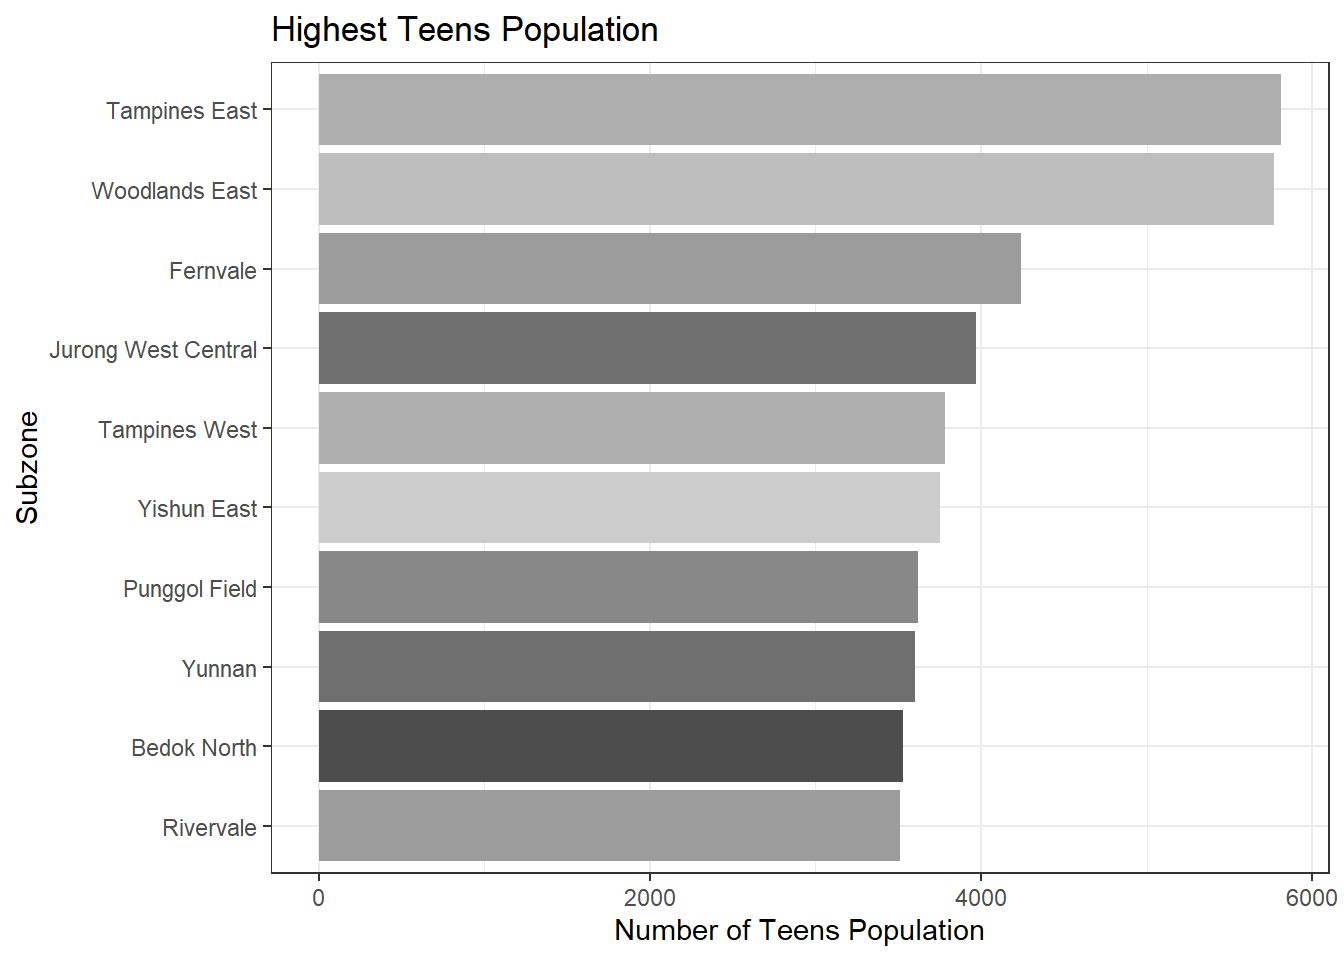 Highest Teens Population
Tampines East
Woodlands East
Fernvale
Jurong West Central
Tampines West
Yishun East
Punggol Field
Yunnan
Bedok North
Rivervale
Subzone
0 2000 4000 6000
Number of Teens Population